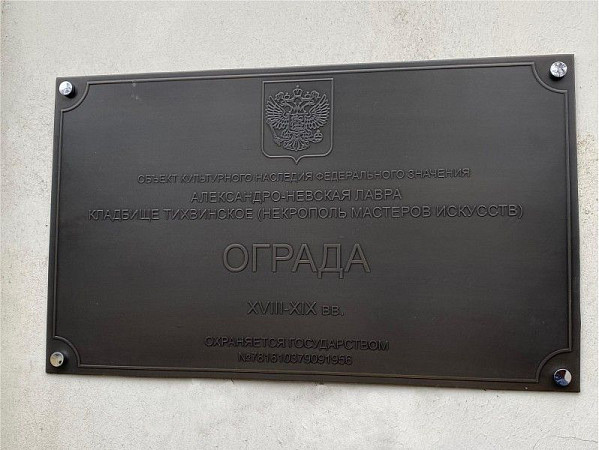 ОБЪЕКТ КУЛЬТУРНОГО НАСЛЕДИЯ ФЕДЕРАЛЬНОГО ЗНАЧЕНИЯ
АЛЕКСАНДРО-НЕВСКАЯ ЛАВРА
КЛАДБИЩЕ ТИХВИНСКОЕ (НЕКРОПОЛЬ МАСТЕРОВ ИСКУССТВ)
ОГРАДА
XVIII-XIX ВВ.
ОХРАНЯЕТСЯ ГОСУДАРСТВОМ
№781610379091956